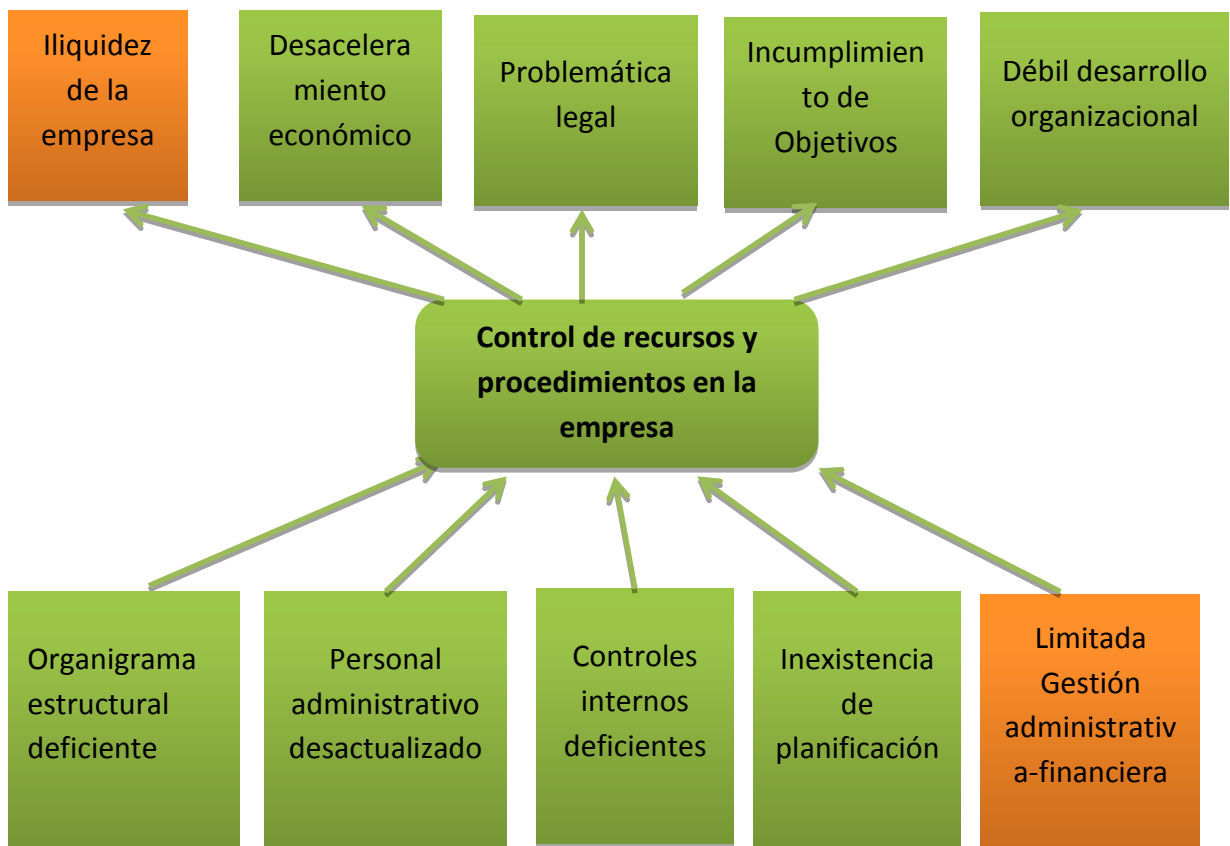 Iliquidez
de la
empresa
Desacelera
miento
económico
Problemática
legal
Incumplimien
to de
Objetivos
Débil desarrollo
organizacional
Control de recursos y
procedimientos en la
empresa
Organigrama
estructural
deficiente
Personal
administrativo
desactualizado
Controles
internos
deficientes
Inexistencia
de
planificación
Limitada
Gestión
administrativ
a-financiera